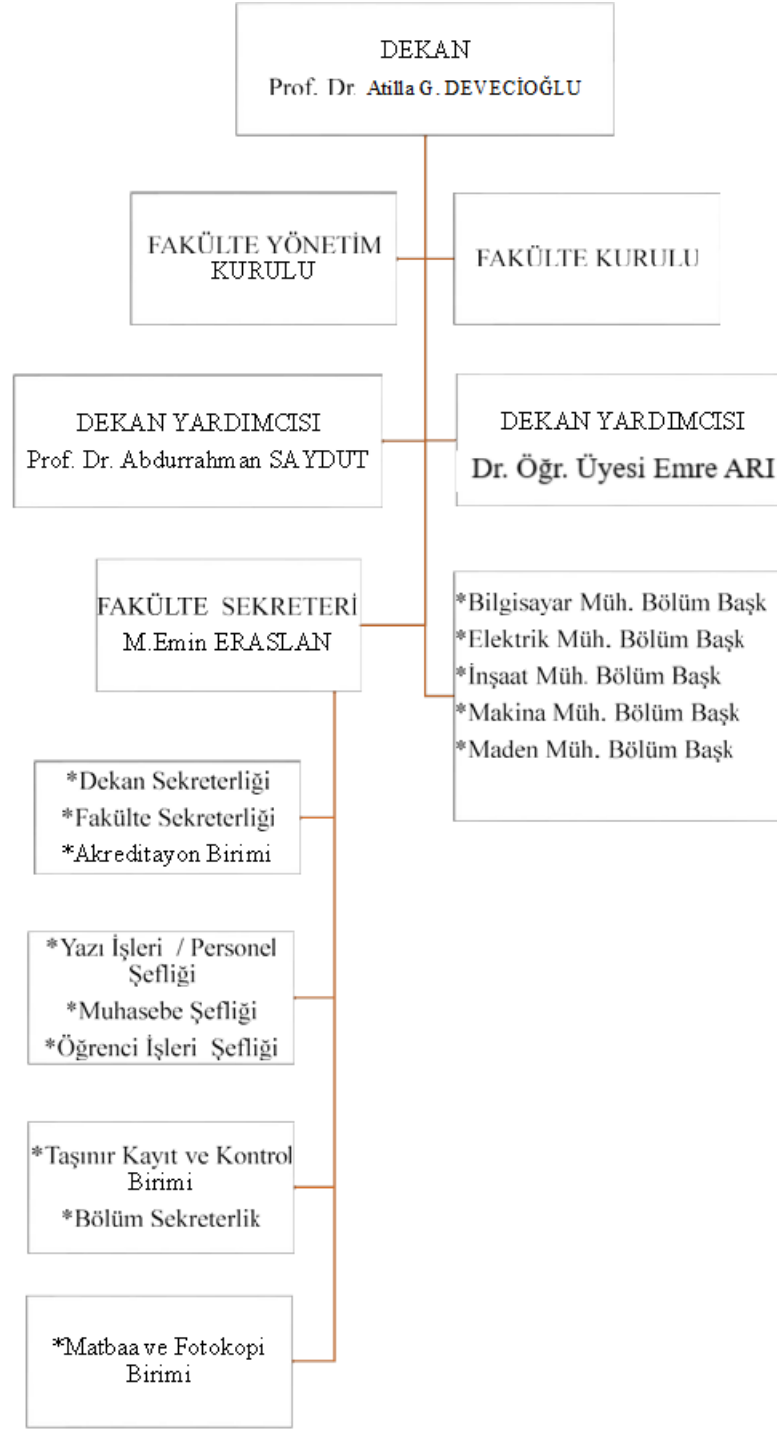 DEKAN
Prof. Dr. Atilla G. DEVECİOĞLU
FAKÜLTE YÖNETİM
KURULU
FAKÜLTE KURULU
DEKAN YARDIMCISI
Prof. Dr. Abdurrahman SAYDUT
DEKAN YARDIMCISI
Dr. Öğr. Üyesi Emre ARI
FAKÜLTE SEKRETERİ
M.Emin ERASLAN
*Bilgisayar Müh. Bölüm Başk
*Elektrik Müh. Bölüm Başk
*İnşaat Müh. Bölüm Başk
*Makina Müh. Bölüm Başk
*Maden Müh. Bölüm Başk
*Dekan Sekreterliği
*Fakülte Sekreterliği
*Akreditayon Birimi
*Yazı İşleri / Personel
Şefliği
*Muhasebe Şefliği
*Öğrenci İşleri Şefliği
*Taşınır Kayıt ve Kontrol
Birimi
*Bölüm Sekreterlik
*Matbaa ve Fotokopi
Birimi